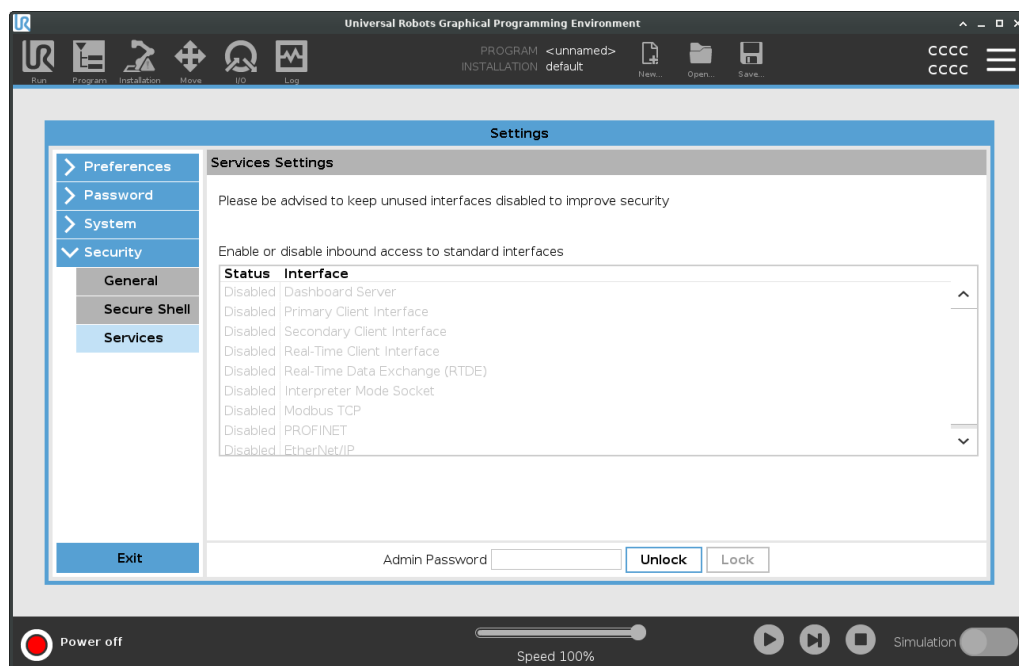 UR
Universal Robots Graphical Programming Environment
Run
Program
Installation
Move
I/O
Log
PROGRAM <unnamed>
INSTALLATION default
New...
Open...
Save...
CCCC
CCCC
Settings
Preferences
Password
System
Security
General
Secure Shell
Services
Exit
Services Settings
Please be advised to keep unused interfaces disabled to improve security
Enable or disable inbound access to standard interfaces
Status Interface
Disabled Dashboard Server
Disabled Primary Client Interface
Disabled Secondary Client Interface
Disabled Real-Time Client Interface
Disabled Real-Time Data Exchange (RTDE)
Disabled Interpreter Mode Socket
Disabled Modbus TCP
Disabled PROFINET
Disabled EtherNet/IP
Admin Password Unlock Lock
Power off
Speed 100%
Simulation